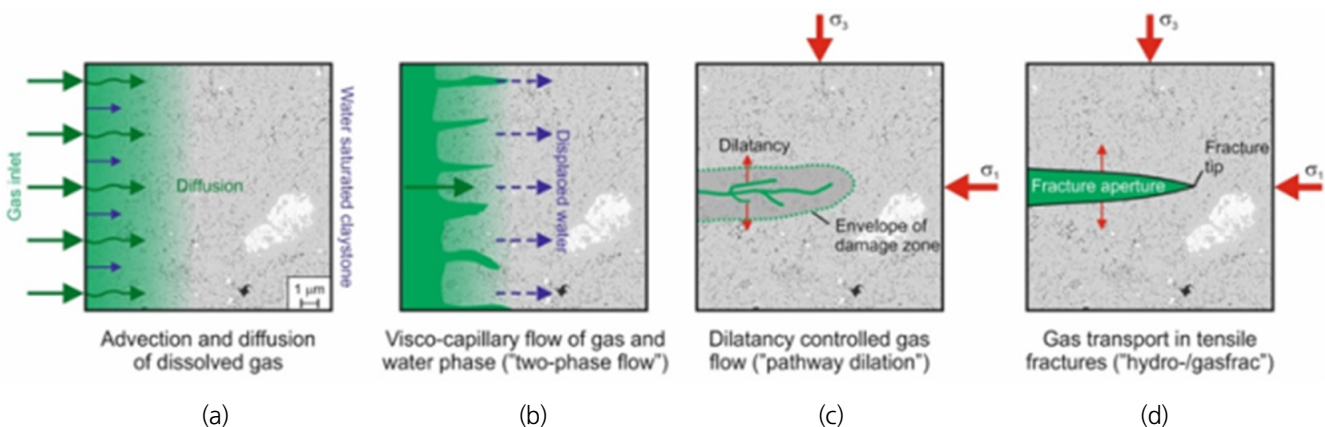 Gas inlet
Diffusion
Water saturated claystone
1 μm
Advection and diffusion
of dissolved gas
(a)
Displaced water
Visco-capillary flow of gas and
water phase ("two-phase flow")
(b)
σ3
Dilatancy
σ1
Envelope of
damage zone
Dilatancy controlled gas
flow ("pathway dilation")
(c)
σ3
Fracture
tip
Fracture aperture
σ1
Gas transport in tensile
fractures ("hydro-/gasfrac")
(d)